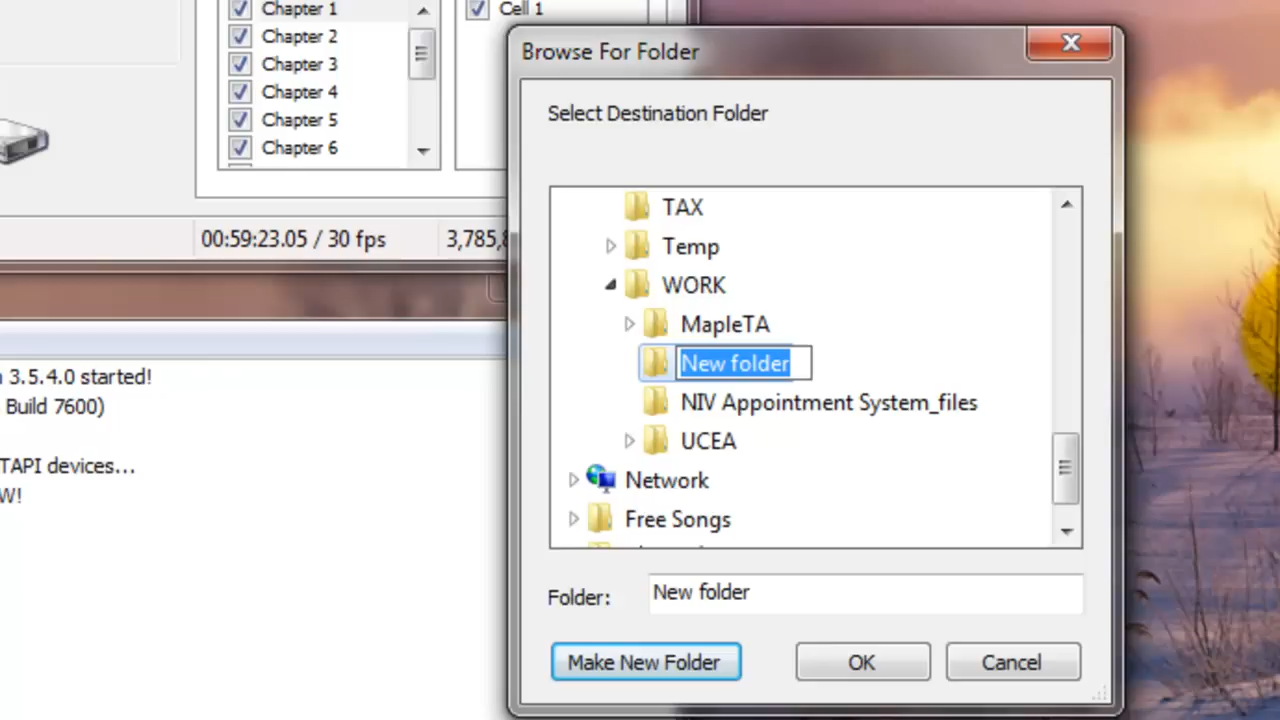 Chapter 1
Chapter 2
Chapter 3
Chapter 4
Chapter 5
Chapter 6
Cell 1
00:59:23.05 / 30 fps
3,785,8
3.5.4.0 started!
Build 7600)
TAPI devices...
W!
Browse For Folder
Select Destination Folder
TAX
Temp
WORK
MapleTA
New folder
NIV Appointment System_files
UCEA
Network
Free Songs
Folder: New folder
Make New Folder
OK
Cancel